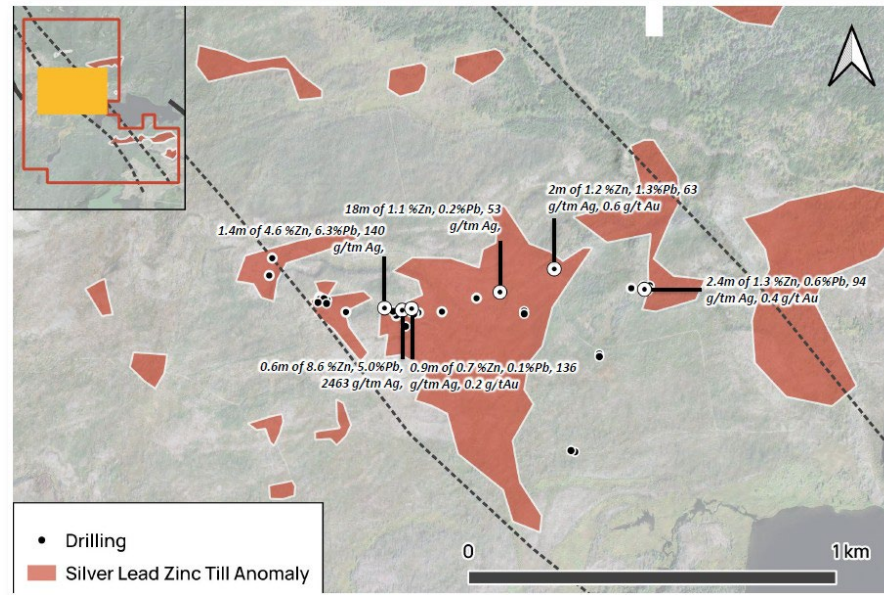 2m of 1.2 %Zn, 1.3%Pb, 63
g/tm Ag, 0.6 g/t Au
18m of 1.1 %Zn, 0.2%Pb, 53
g/tm Ag,
1.4m of 4.6 %Zn, 6.3%Pb, 140
g/tm Ag,
2.4m of 1.3 %Zn, 0.6%Pb, 94
g/tm Ag, 0.4 g/t Au
0.6m of 8.6 %Zn, 5.0%Pb,
2463 g/tm Ag,
0.9m of 0.7 %Zn, 0.1%Pb, 136
g/tm Ag, 0.2 g/tAu
Drilling
Silver Lead Zinc Till Anomaly
0
1 km